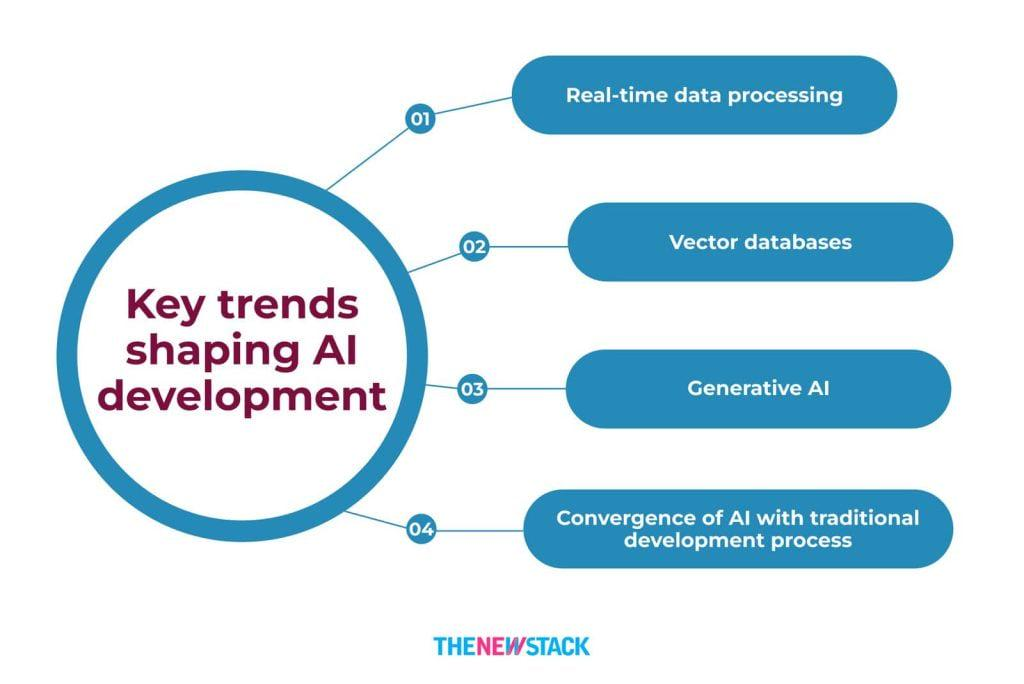 Key trends
shaping AI
development
01
Real-time data processing
02
Vector databases
03
Generative AI
04
Convergence of AI with traditional
development process
THENEWSTACK